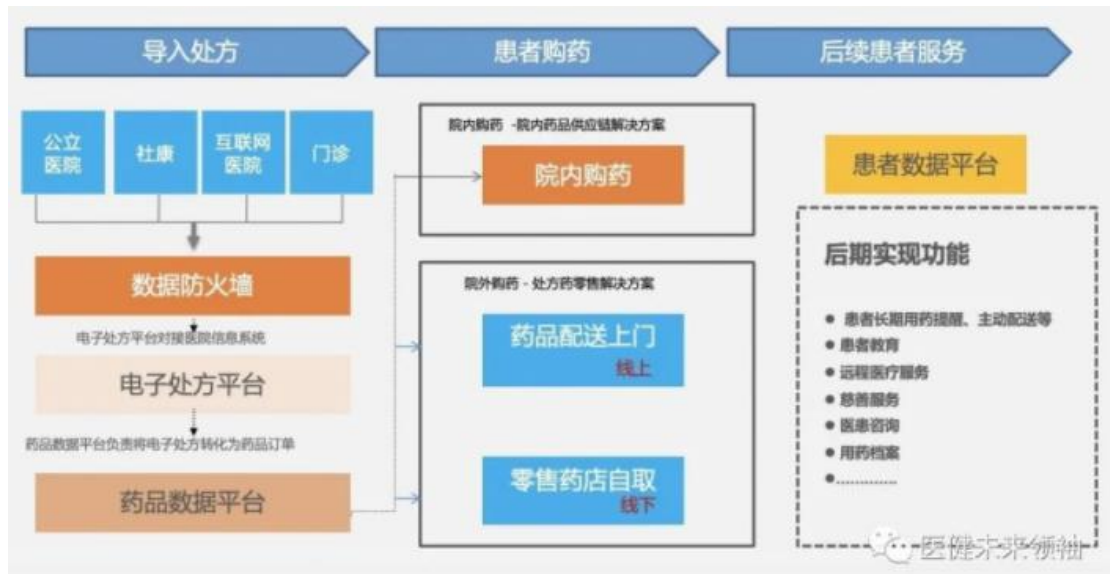 导入处方
患者购药
后续患者服务
公立
医院
社康
互联网
医院
门诊
数据防火墙
电子处方平台对接医院信息系统
电子处方平台
药品数据平台负责将电子处方转化为药品订单
药品数据平台
院内购药 -院内药品供应链解决方案
院内购药
院外购药 - 处方药零售解决方案
药品配送上门
线上
零售药店自取
线下
患者数据平台
后期实现功能
● 患者长期用药提醒、主动配送等
● 患者教育
● 远程医疗服务
● 慈善服务
● 医患咨询
● 用药档案
●.............
医健未来领袖